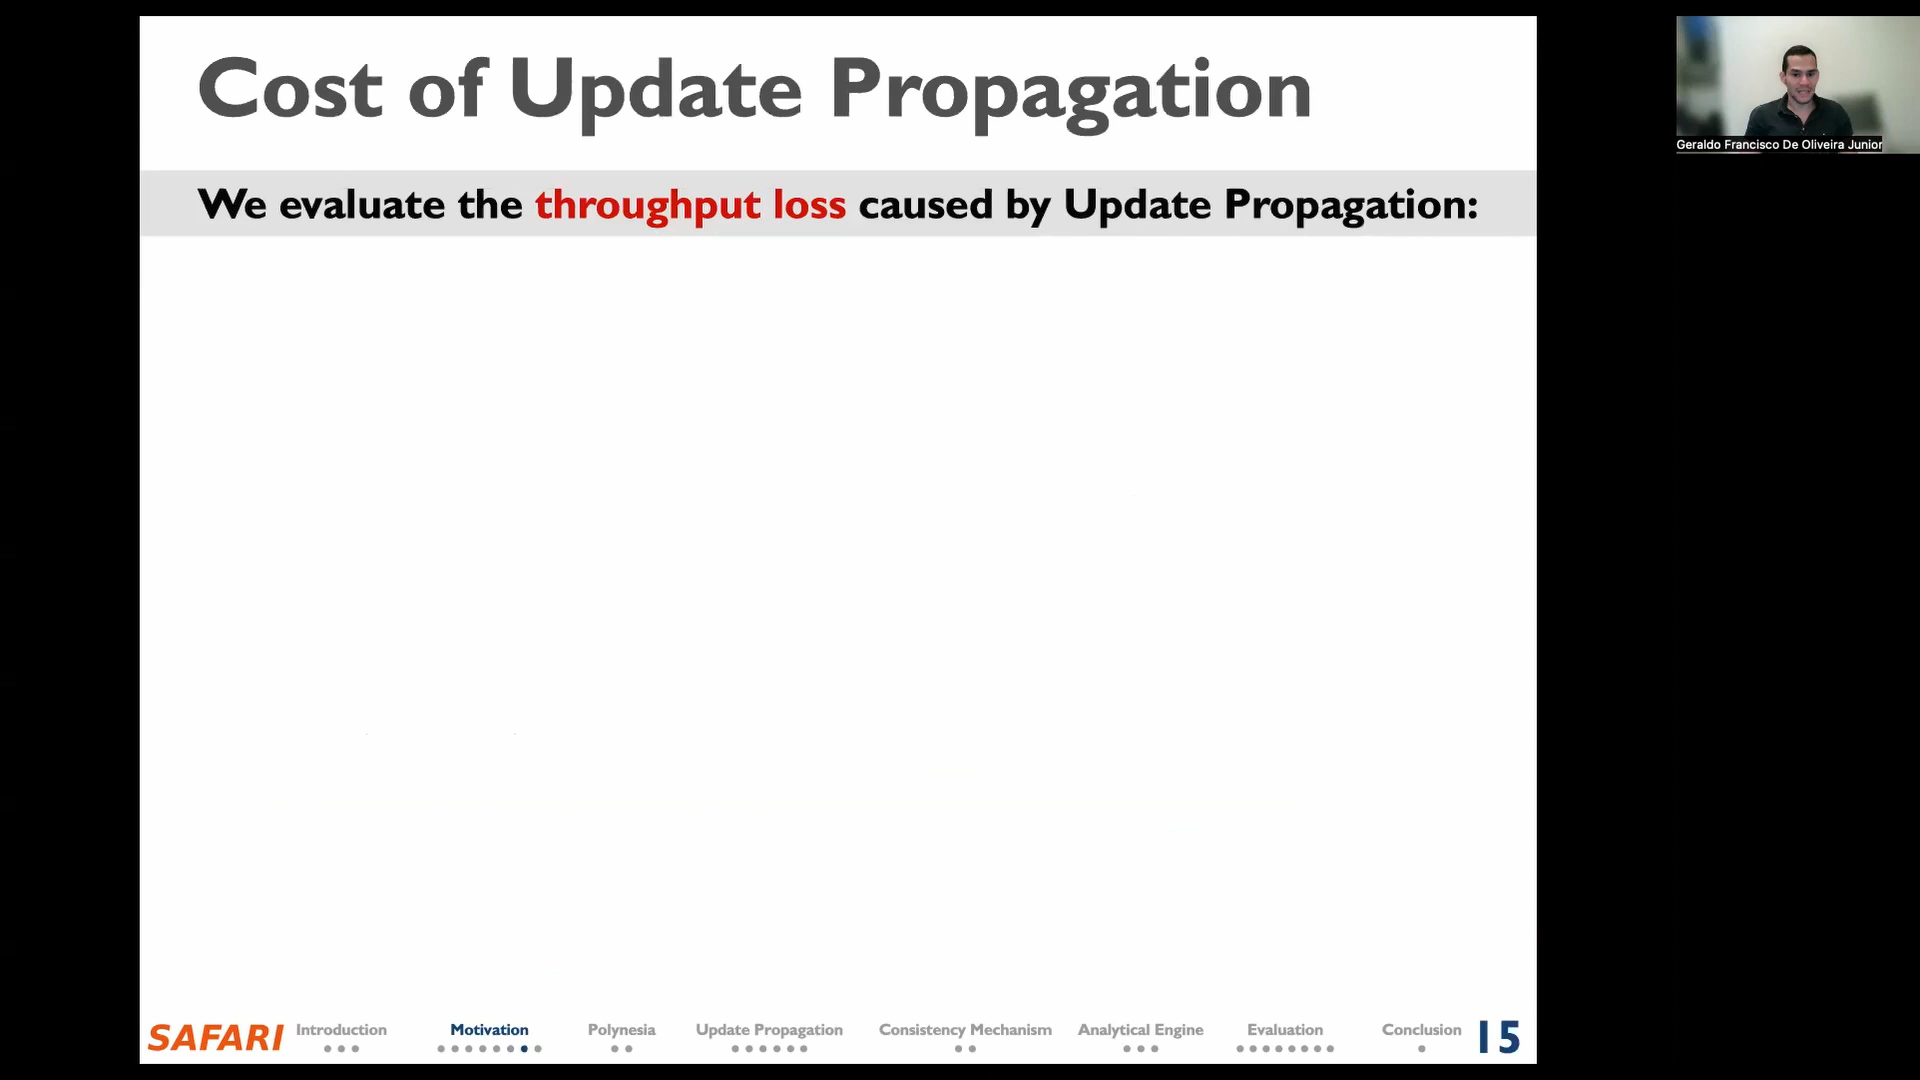 Cost of Update Propagation
Geraldo Francisco De Oliveira Junior
We evaluate the throughput loss caused by Update Propagation:
SAFARI Introduction Motivation Polynesia Update Propagation Consistency Mechanism Analytical Engine Evaluation Conclusion 15